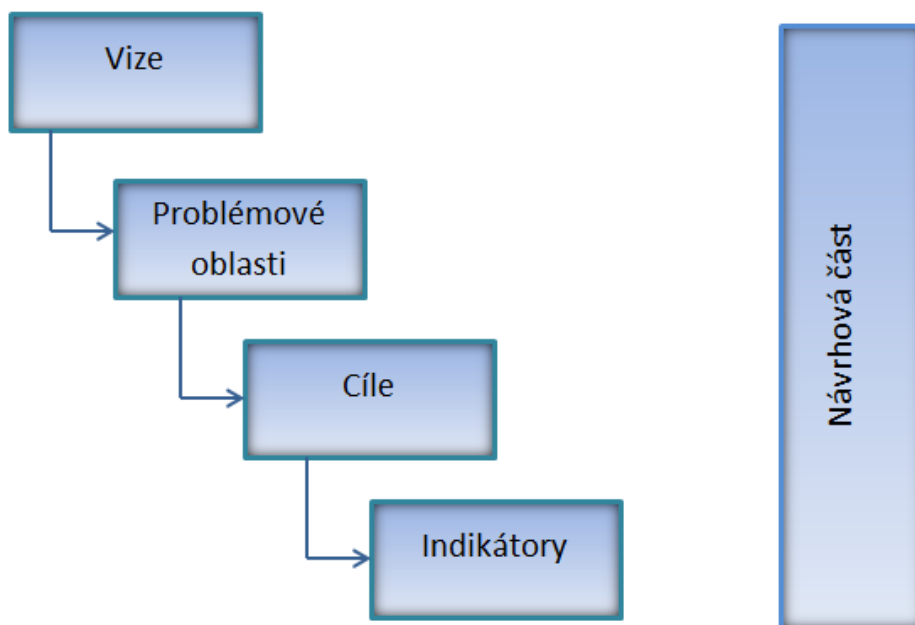 Vize
Problémové
oblasti
Cíle
Indikátory
Návrhová část